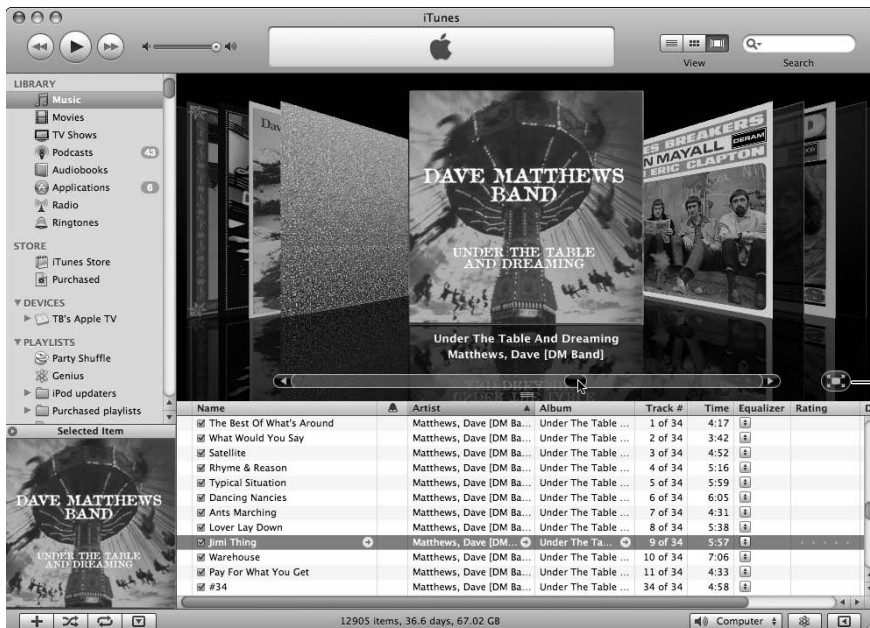 iTunes
View
Search
LIBRARY
Music
Movies
TV Shows
Podcasts 43
Audiobooks
Applications 6
Radio
Ringtones
STORE
iTunes Store
Purchased
DEVICES
TB's Apple TV
PLAYLISTS
Party Shuffle
Genius
iPod updaters
Purchased playlists
Selected Item
DAVE MATTHEWS
BAND
UNDER THE TABLE
AND DREAMING
DAVE MATTHEWS
BAND
UNDER THE TABLE
AND DREAMING
BREAKERS
MAYALL
DERAM
ERIC CLAPTON
Under The Table And Dreaming
Matthews, Dave [DM Band]
Name Artist Album Track # Time Equalizer Rating
The Best Of What's Around Matthews, Dave [DM Ba... Under The Table ... 1 of 34 4:17
What Would You Say Matthews, Dave [DM Ba... Under The Table ... 2 of 34 3:42
Satellite Matthews, Dave [DM Ba... Under The Table ... 3 of 34 4:52
Rhyme & Reason Matthews, Dave [DM Ba... Under The Table ... 4 of 34 5:16
Typical Situation Matthews, Dave [DM Ba... Under The Table ... 5 of 34 5:59
Dancing Nancies Matthews, Dave [DM Ba... Under The Table ... 6 of 34 6:05
Ants Marching Matthews, Dave [DM Ba... Under The Table ... 7 of 34 4:31
Lover Lay Down Matthews, Dave [DM Ba... Under The Table ... 8 of 34 5:38
Jimi Thing Matthews, Dave [DM... Under The Ta... 9 of 34 5:57
Warehouse Matthews, Dave [DM Ba... Under The Table ... 10 of 34 7:06
Pay For What You Get Matthews, Dave [DM Ba... Under The Table ... 11 of 34 4:33
#34 Matthews, Dave [DM Ba... Under The Table ... 34 of 34 4:58
12905 items, 36.6 days, 67.02 GB
Computer